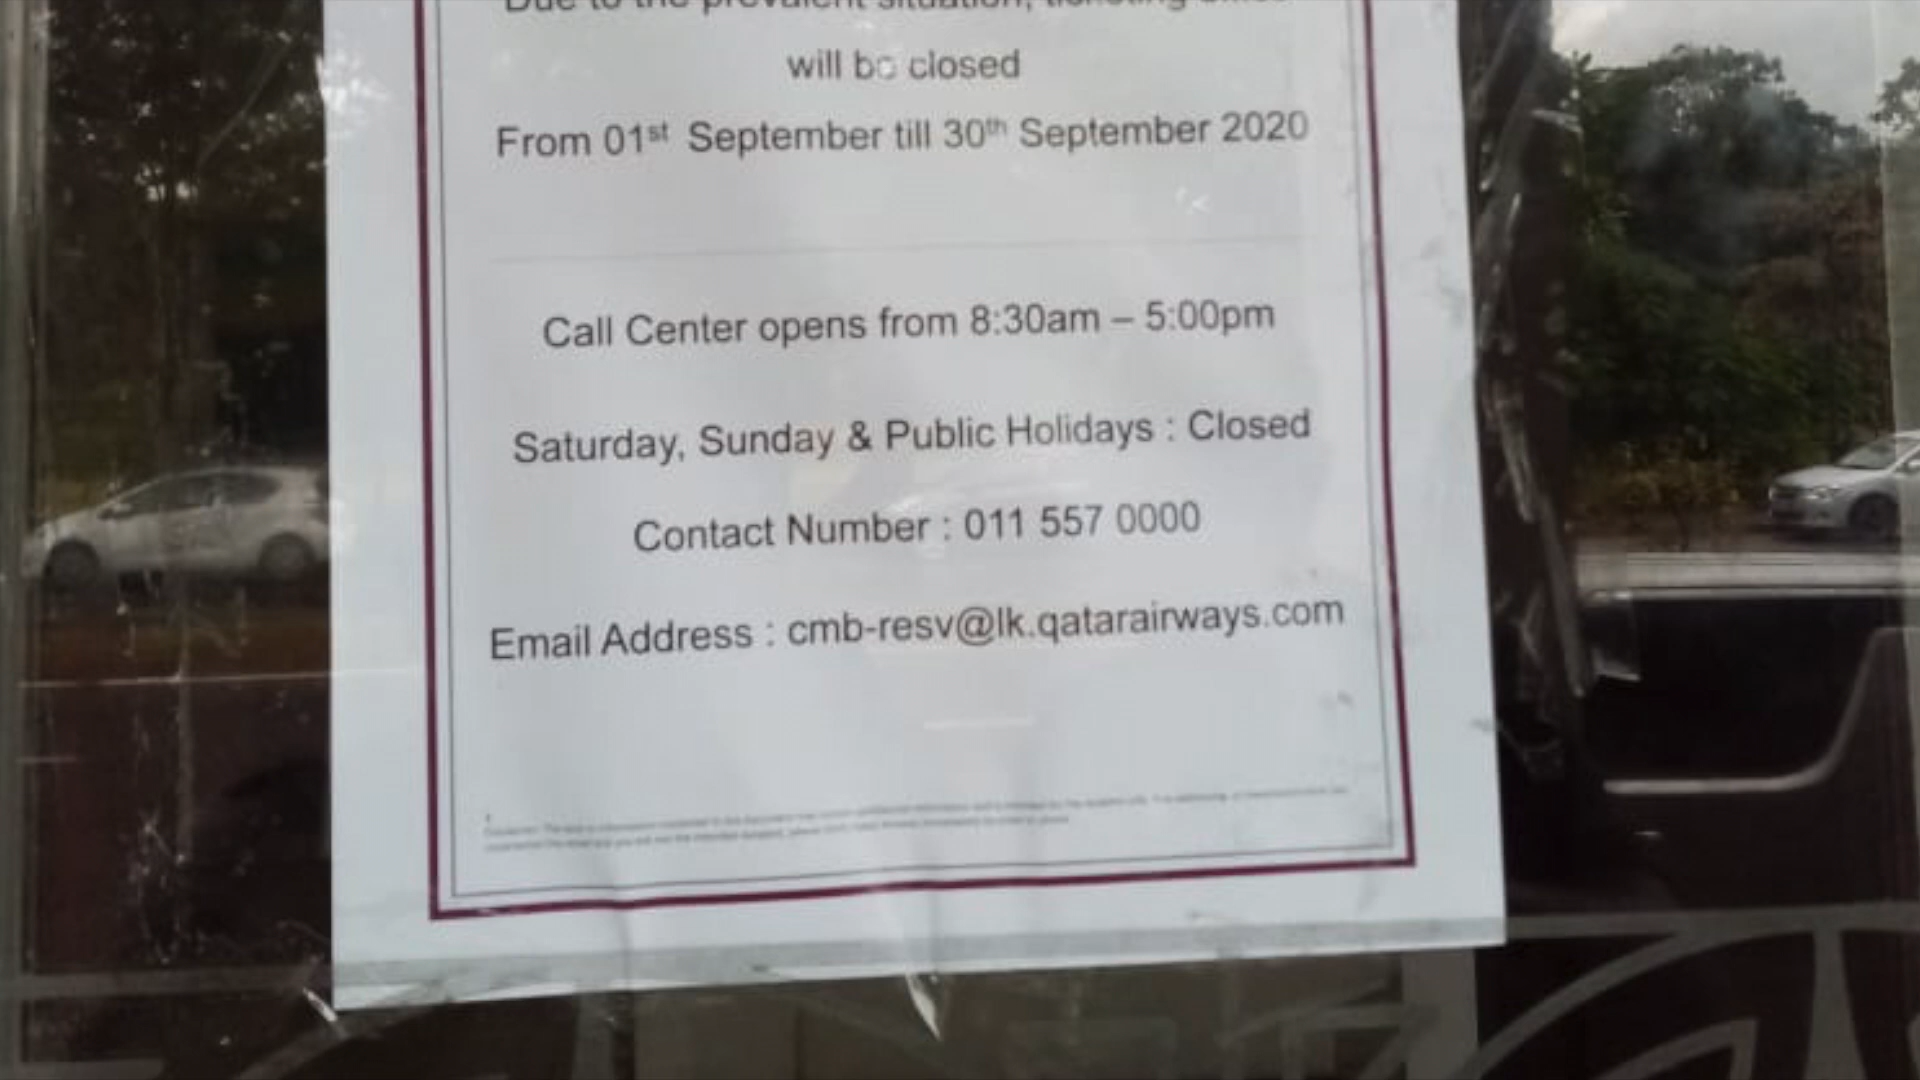 Due to the prevalent situation, ticketing office
will be closed
From 01st September till 30th September 2020
Call Center opens from 8:30am – 5:00pm
Saturday, Sunday & Public Holidays : Closed
Contact Number : 011 557 0000
Email Address : cmb-resv@lk.qatarairways.com